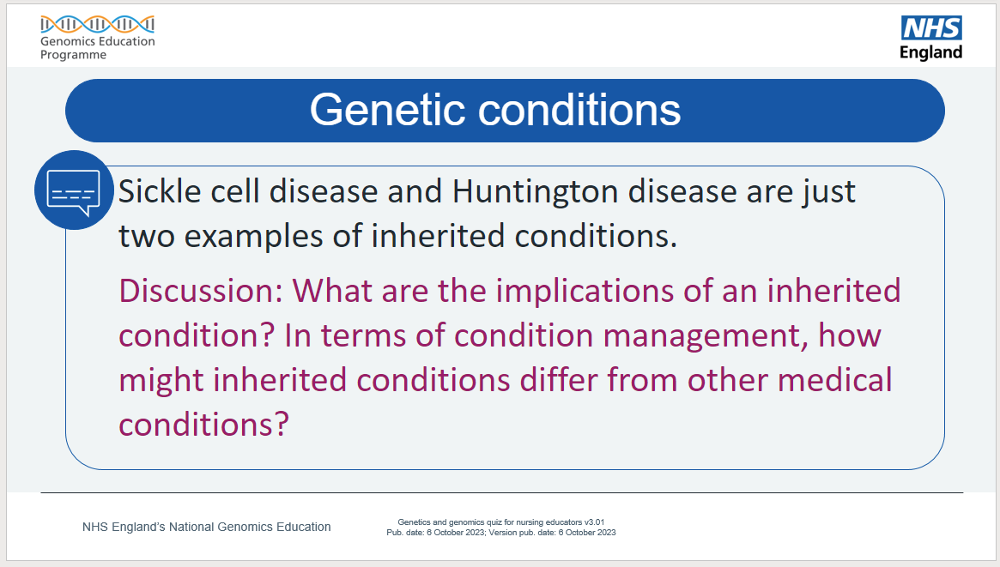 Genomics Education
Programme
NHS
England
Genetic conditions
Sickle cell disease and Huntington disease are just
two examples of inherited conditions.
Discussion: What are the implications of an inherited
condition? In terms of condition management, how
might inherited conditions differ from other medical
conditions?
NHS England’s National Genomics Education
Genetics and genomics quiz for nursing educators v3.01
Pub. date: 6 October 2023; Version pub. date: 6 October 2023